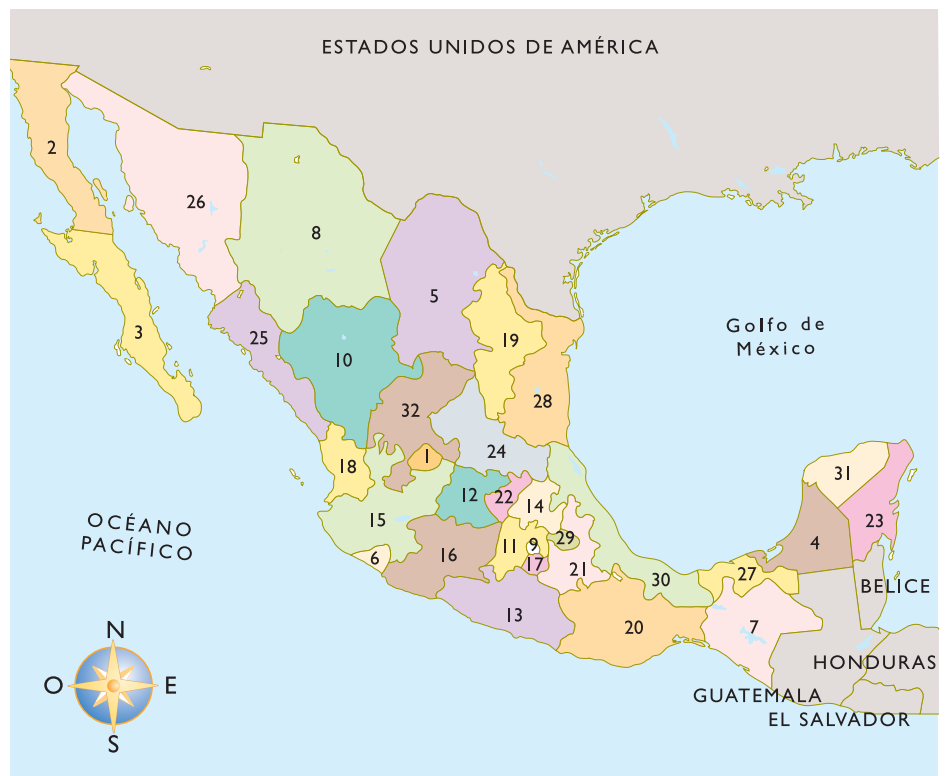 ESTADOS UNIDOS DE AMÉRICA
2
26
8
5
3
25
10
19
Golfo de
México
28
32
24
1
18
12
22
14
31
15
23
OCÉANO
PACÍFICO
6
16
11
9
29
4
17
21
27
30
BELICE
13
20
7
N
O
E
S
HONDURAS
GUATEMALA
EL SALVADOR